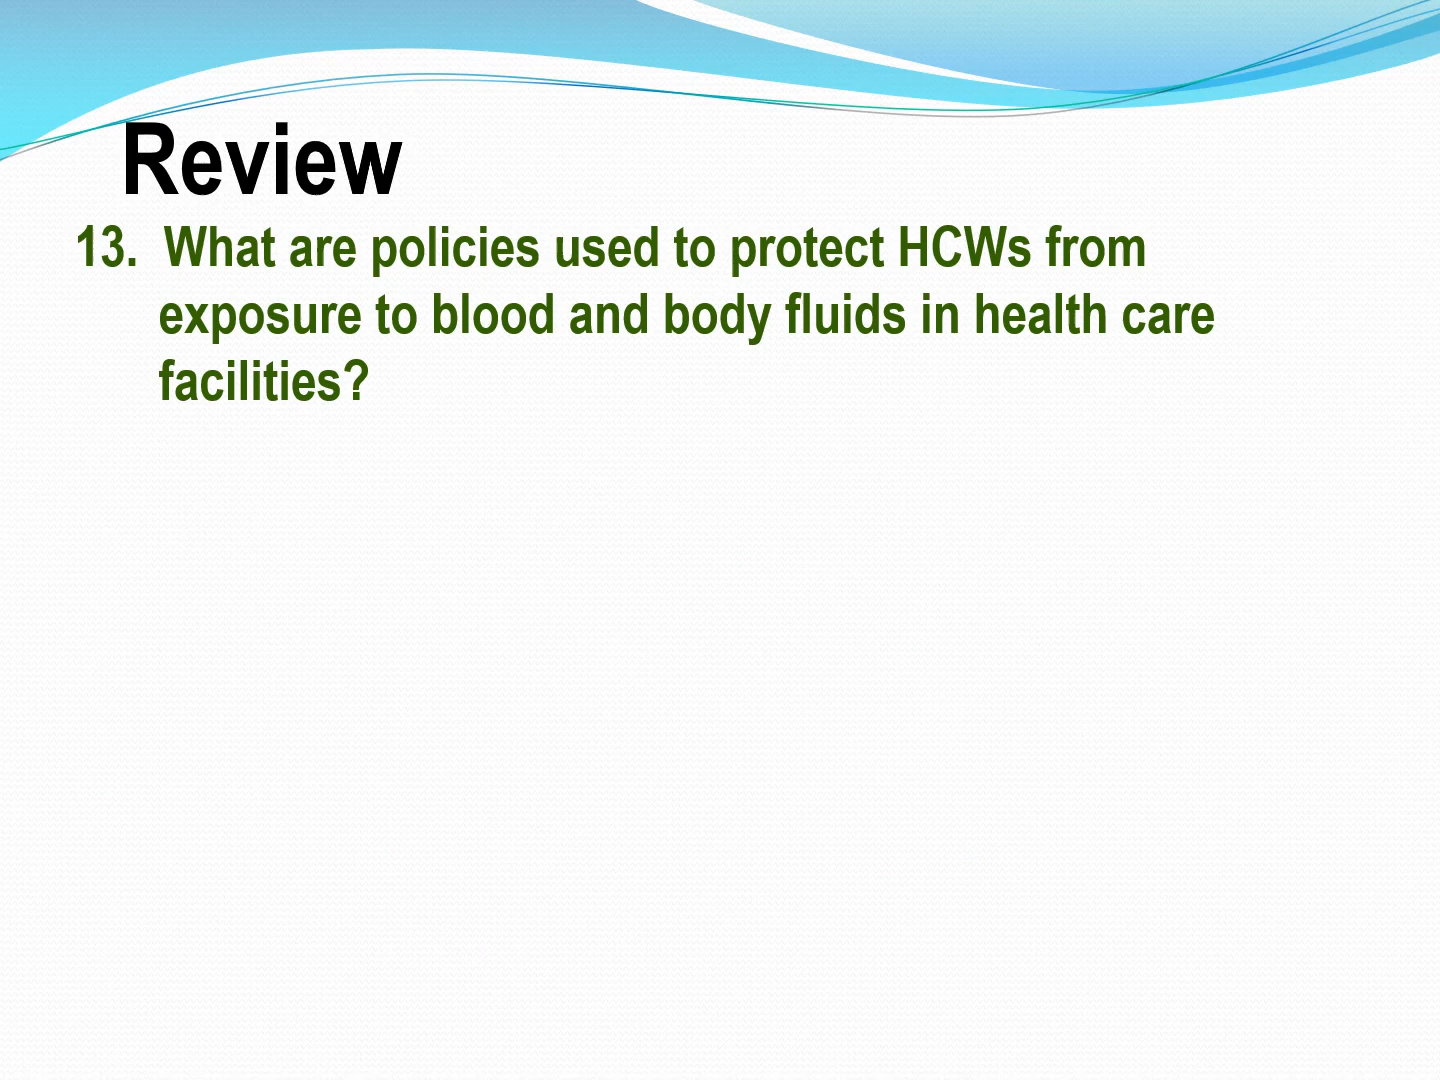 Review
13. What are policies used to protect HCWs from
exposure to blood and body fluids in health care
facilities?